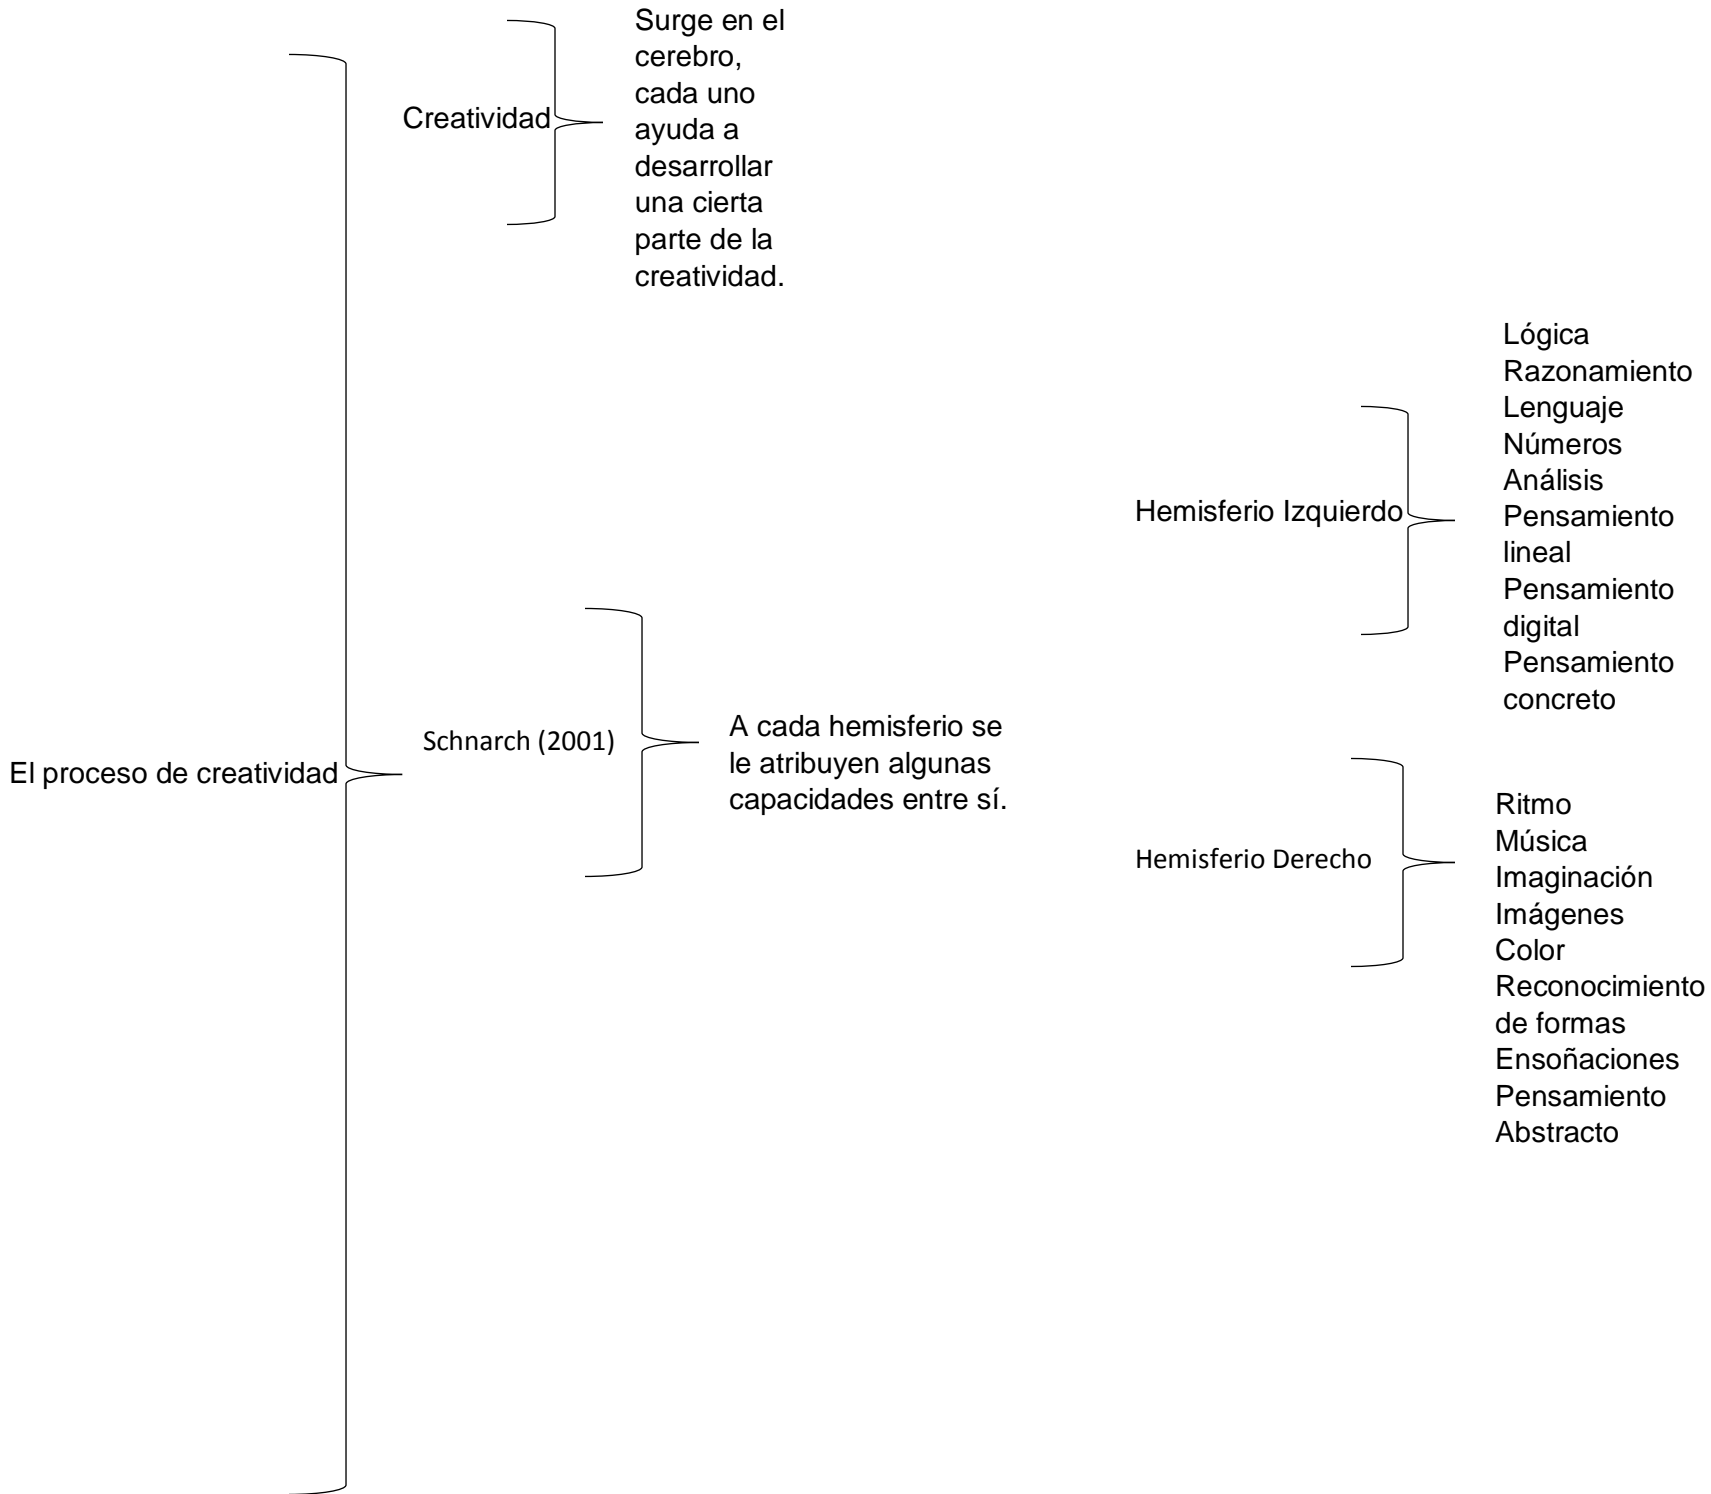 Surge en el
cerebro,
cada uno
ayuda a
desarrollar
una cierta
parte de la
creatividad.
Creatividad
Lógica
Razonamiento
Lenguaje
Números
Análisis
Pensamiento
lineal
Pensamiento
digital
Pensamiento
concreto
Hemisferio Izquierdo
El proceso de creatividad
Schnarch (2001)
A cada hemisferio se
le atribuyen algunas
capacidades entre sí.
Hemisferio Derecho
Ritmo
Música
Imaginación
Imágenes
Color
Reconocimiento
de formas
Ensoñaciones
Pensamiento
Abstracto